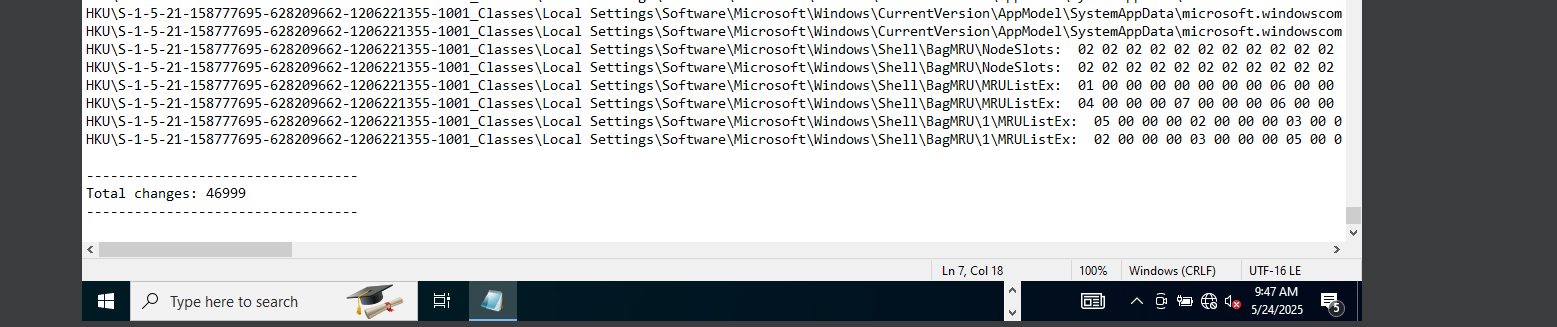 HKU\S-1-5-21-158777695-628209662-1206221355-1001_Classes\Local Settings\Software\Microsoft\Windows\CurrentVersion\AppModel\SystemAppData\microsoft.windowscom
HKU\S-1-5-21-158777695-628209662-1206221355-1001_Classes\Local Settings\Software\Microsoft\Windows\CurrentVersion\AppModel\SystemAppData\microsoft.windowscom
HKU\S-1-5-21-158777695-628209662-1206221355-1001_Classes\Local Settings\Software\Microsoft\Windows\Shell\BagMRU\NodeSlots:  02 02 02 02 02 02 02 02 02 02 02
HKU\S-1-5-21-158777695-628209662-1206221355-1001_Classes\Local Settings\Software\Microsoft\Windows\Shell\BagMRU\NodeSlots:  02 02 02 02 02 02 02 02 02 02 02
HKU\S-1-5-21-158777695-628209662-1206221355-1001_Classes\Local Settings\Software\Microsoft\Windows\Shell\BagMRU\MRUListEx:  01 00 00 00 00 00 00 00 06 00 00
HKU\S-1-5-21-158777695-628209662-1206221355-1001_Classes\Local Settings\Software\Microsoft\Windows\Shell\BagMRU\MRUListEx:  04 00 00 00 07 00 00 00 06 00 00
HKU\S-1-5-21-158777695-628209662-1206221355-1001_Classes\Local Settings\Software\Microsoft\Windows\Shell\BagMRU\1\MRUListEx:  05 00 00 00 02 00 00 00 03 00 0
HKU\S-1-5-21-158777695-628209662-1206221355-1001_Classes\Local Settings\Software\Microsoft\Windows\Shell\BagMRU\1\MRUListEx:  02 00 00 00 03 00 00 00 05 00 0
----------------------------------
Total changes: 46999
----------------------------------
Ln 7, Col 18 100% Windows (CRLF) UTF-16 LE
Type here to search
9:47 AM
5/24/2025
5